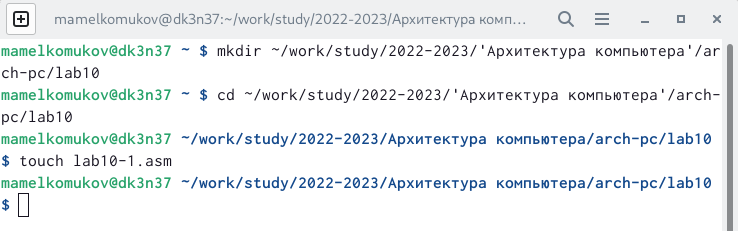 mamelkomukov@dk3n37:~/work/study/2022-2023/Архитектура комп…
mamelkomukov@dk3n37 ~ $ mkdir ~/work/study/2022-2023/'Архитектура компьютера'/ar
ch-pc/lab10
mamelkomukov@dk3n37 ~ $ cd ~/work/study/2022-2023/'Архитектура компьютера'/arch-
pc/lab10
mamelkomukov@dk3n37 ~/work/study/2022-2023/Архитектура компьютера/arch-pc/lab10
$ touch lab10-1.asm
mamelkomukov@dk3n37 ~/work/study/2022-2023/Архитектура компьютера/arch-pc/lab10
$